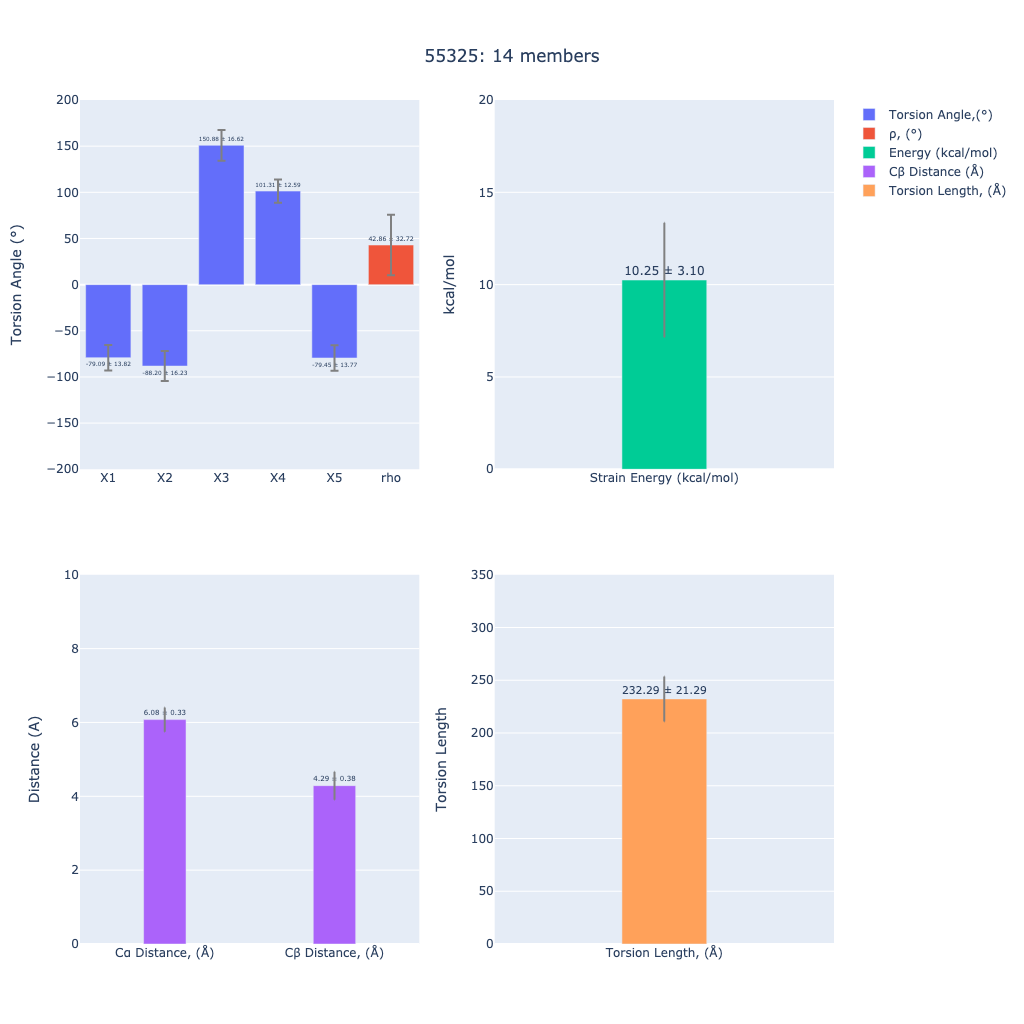 55325: 14 members
Torsion Angle (°)
200
150
100
50
0
−50
−100
−150
−200
150.88 ± 16.62
101.31 ± 12.59
42.86 ± 32.72
-79.09 ± 13.82
-88.20 ± 16.23
-79.45 ± 13.77
X1 X2 X3 X4 X5 rho
kcal/mol
20
15
10
5
0
10.25 ± 3.10
Strain Energy (kcal/mol)
Torsion Angle,(°)
ρ, (°)
Energy (kcal/mol)
Cβ Distance (Å)
Torsion Length, (Å)
Distance (A)
10
8
6
4
2
0
6.08 ± 0.33
4.29 ± 0.38
Cα Distance, (Å) Cβ Distance, (Å)
Torsion Length
350
300
250
200
150
100
50
0
232.29 ± 21.29
Torsion Length, (Å)